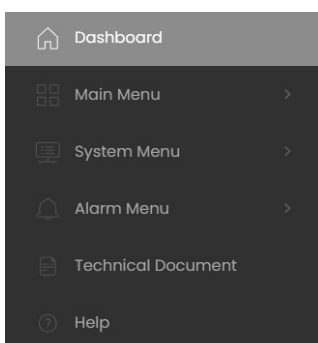 Dashboard
Main Menu
System Menu
Alarm Menu
Technical Document
Help